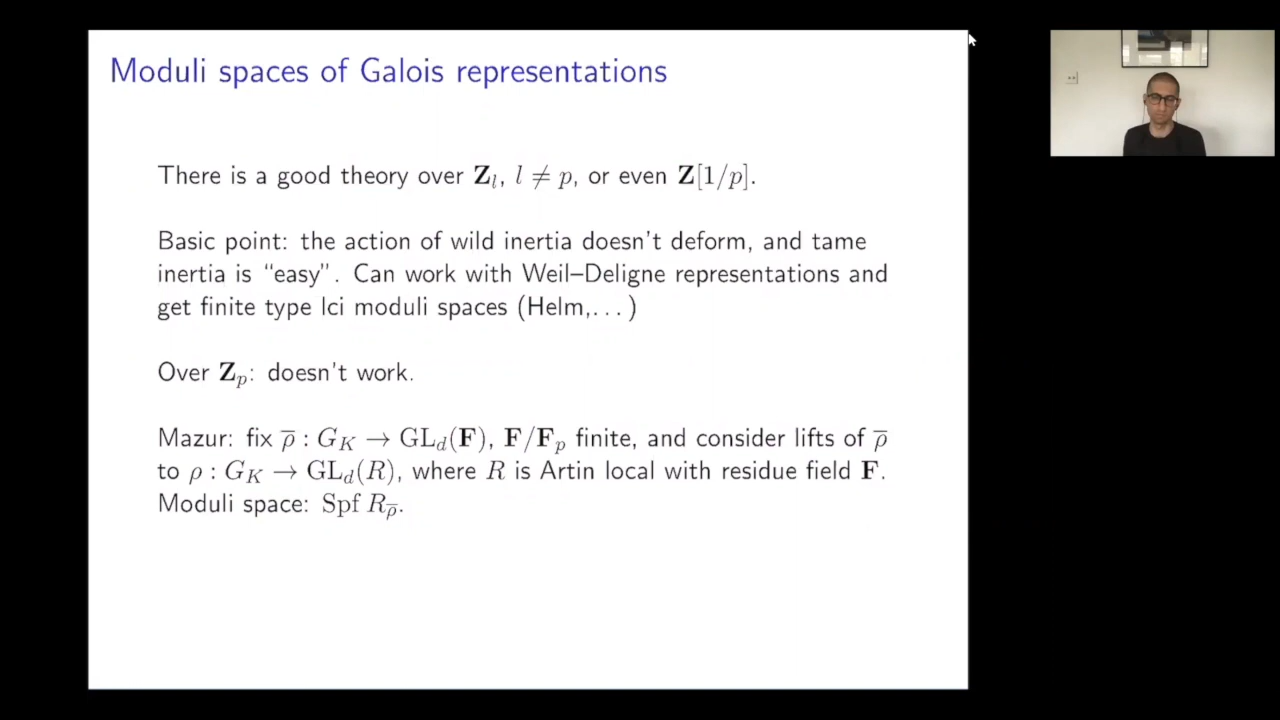 Moduli spaces of Galois representations
There is a good theory over Z_l, l ≠ p, or even Z[1/p].
Basic point: the action of wild inertia doesn't deform, and tame
inertia is “easy”. Can work with Weil–Deligne representations and
get finite type lci moduli spaces (Helm,. . . )
Over Z_p: doesn't work.
Mazur: fix ρ̄ : G_K → GL_d(F), F/F_p finite, and consider lifts of ρ̄
to ρ : G_K → GL_d(R), where R is Artin local with residue field F.
Moduli space: Spf R_ρ̄.